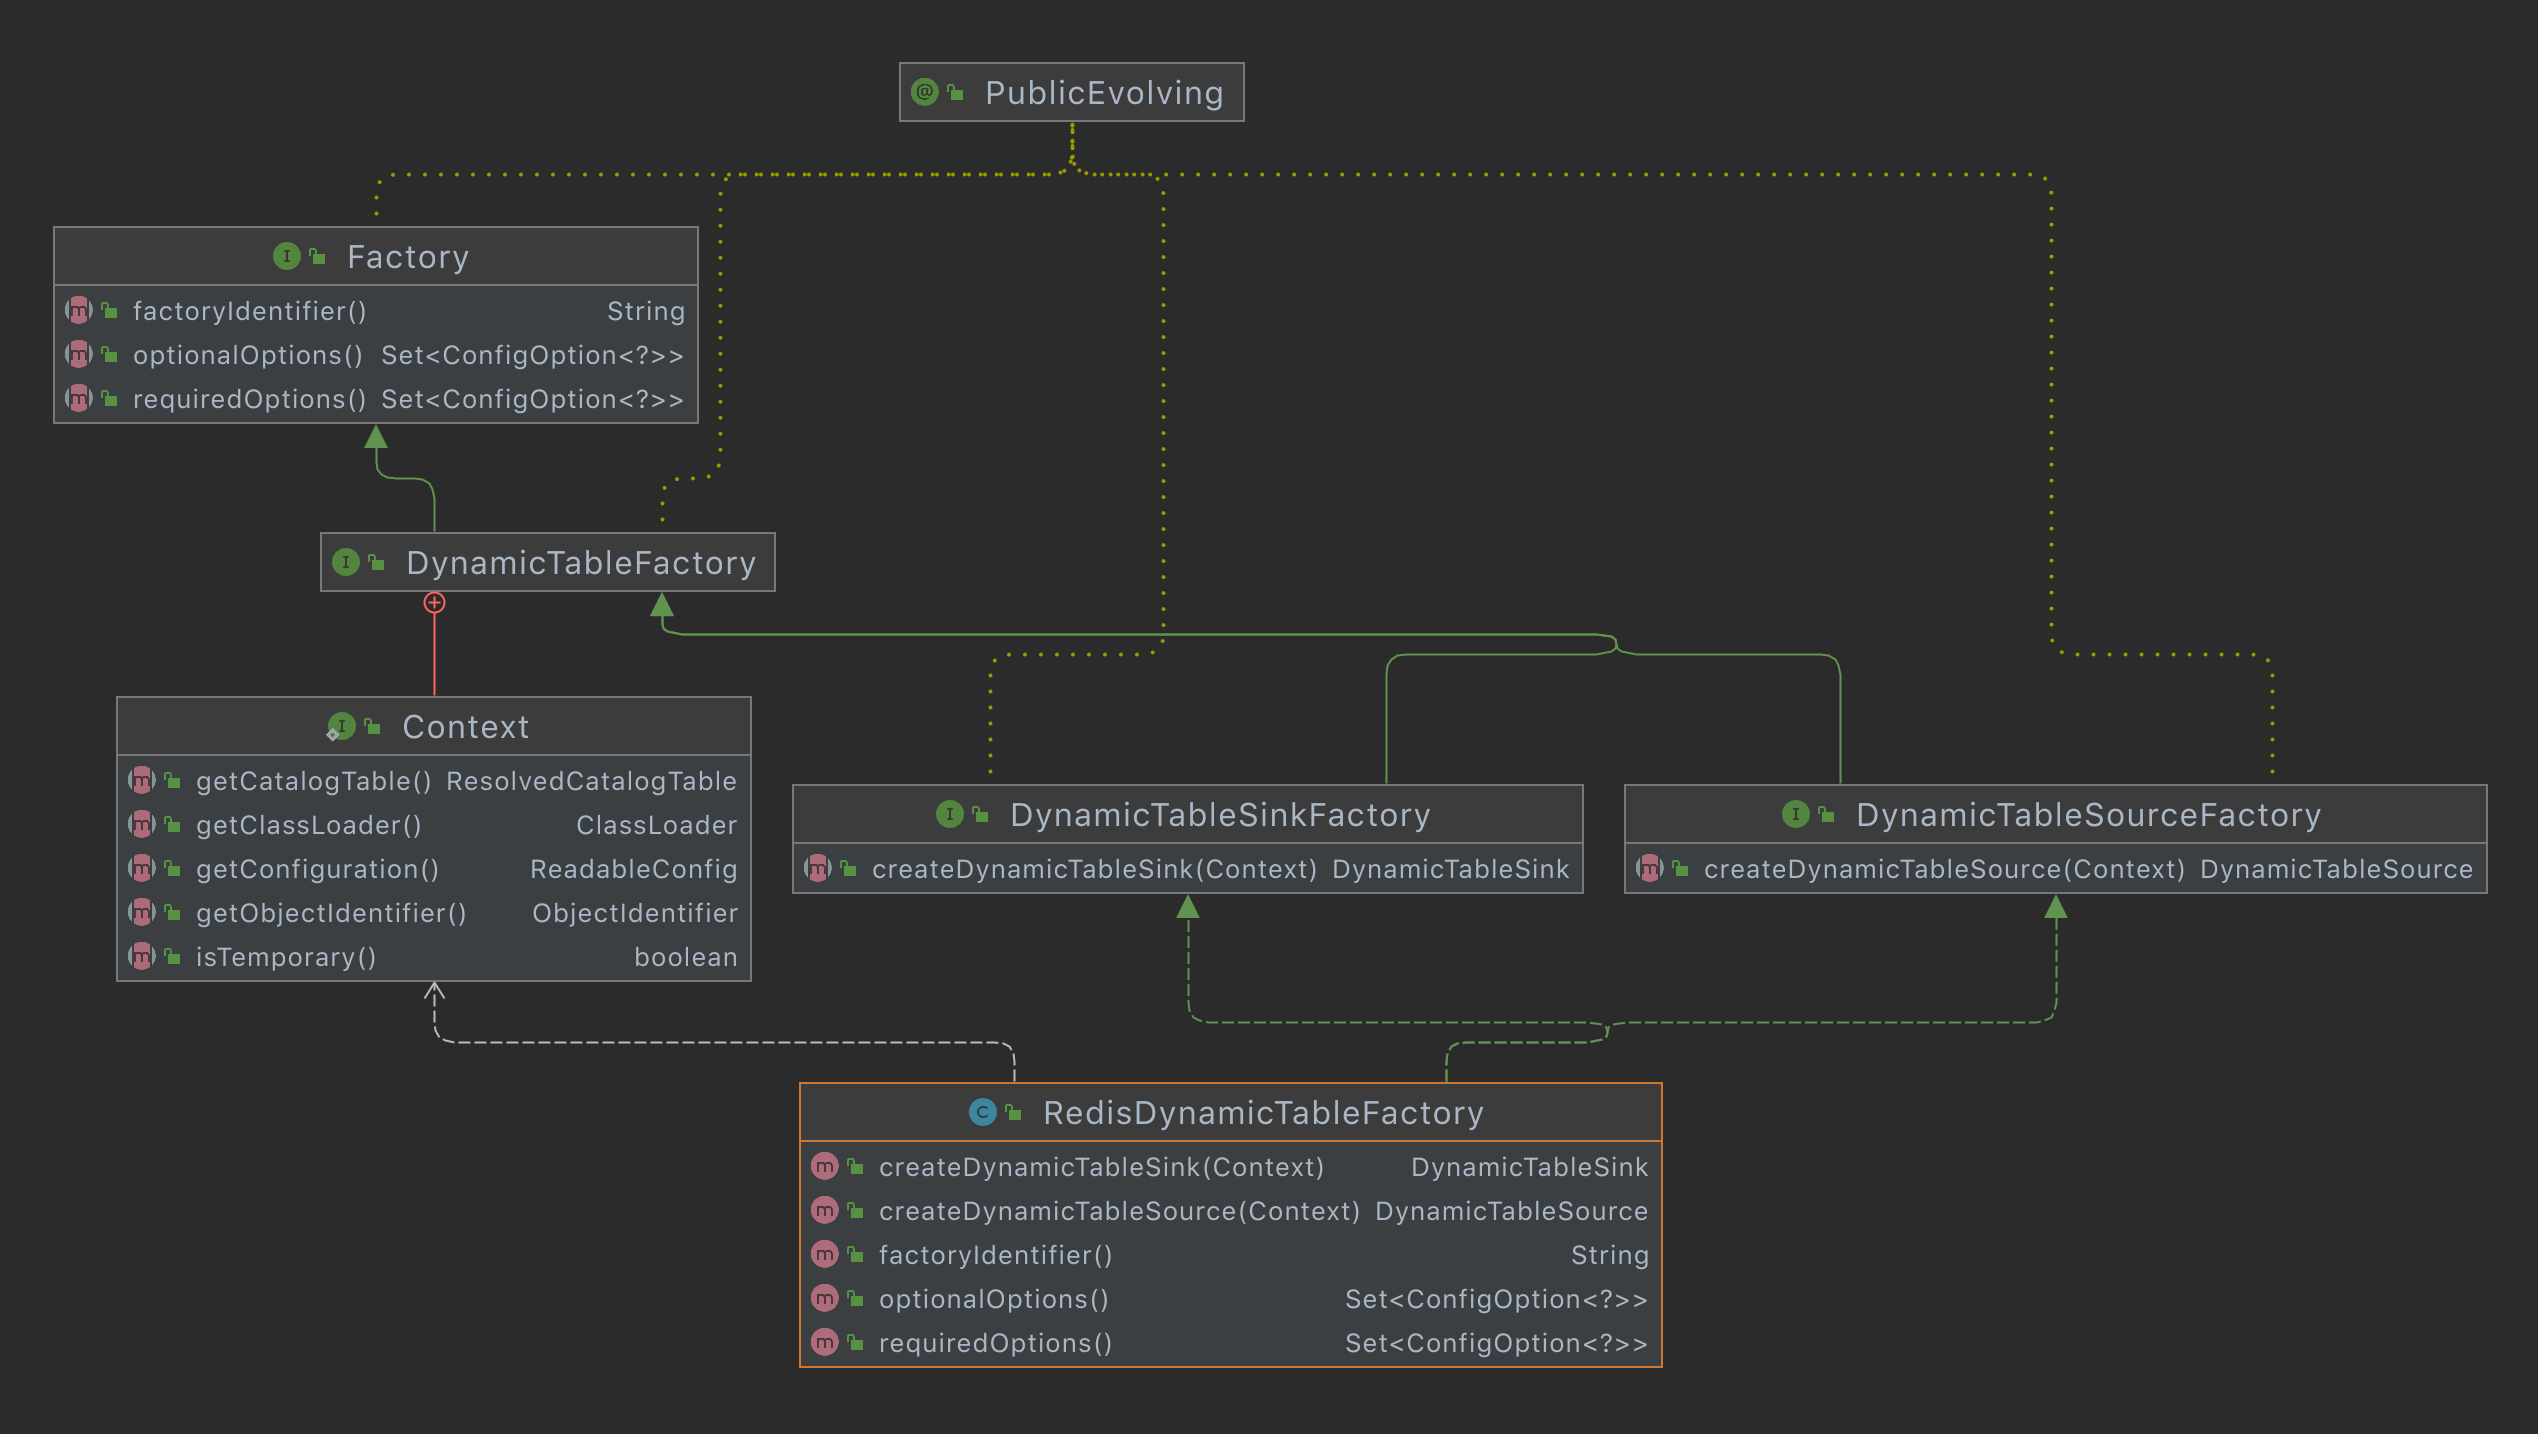 PublicEvolving
Factory
factoryIdentifier() String
optionalOptions() Set<ConfigOption<?>>
requiredOptions() Set<ConfigOption<?>>
DynamicTableFactory
Context
getCatalogTable() ResolvedCatalogTable
getClassLoader() ClassLoader
getConfiguration() ReadableConfig
getObjectIdentifier() ObjectIdentifier
isTemporary() boolean
DynamicTableSinkFactory
createDynamicTableSink(Context) DynamicTableSink
DynamicTableSourceFactory
createDynamicTableSource(Context) DynamicTableSource
RedisDynamicTableFactory
createDynamicTableSink(Context) DynamicTableSink
createDynamicTableSource(Context) DynamicTableSource
factoryIdentifier() String
optionalOptions() Set<ConfigOption<?>>
requiredOptions() Set<ConfigOption<?>>